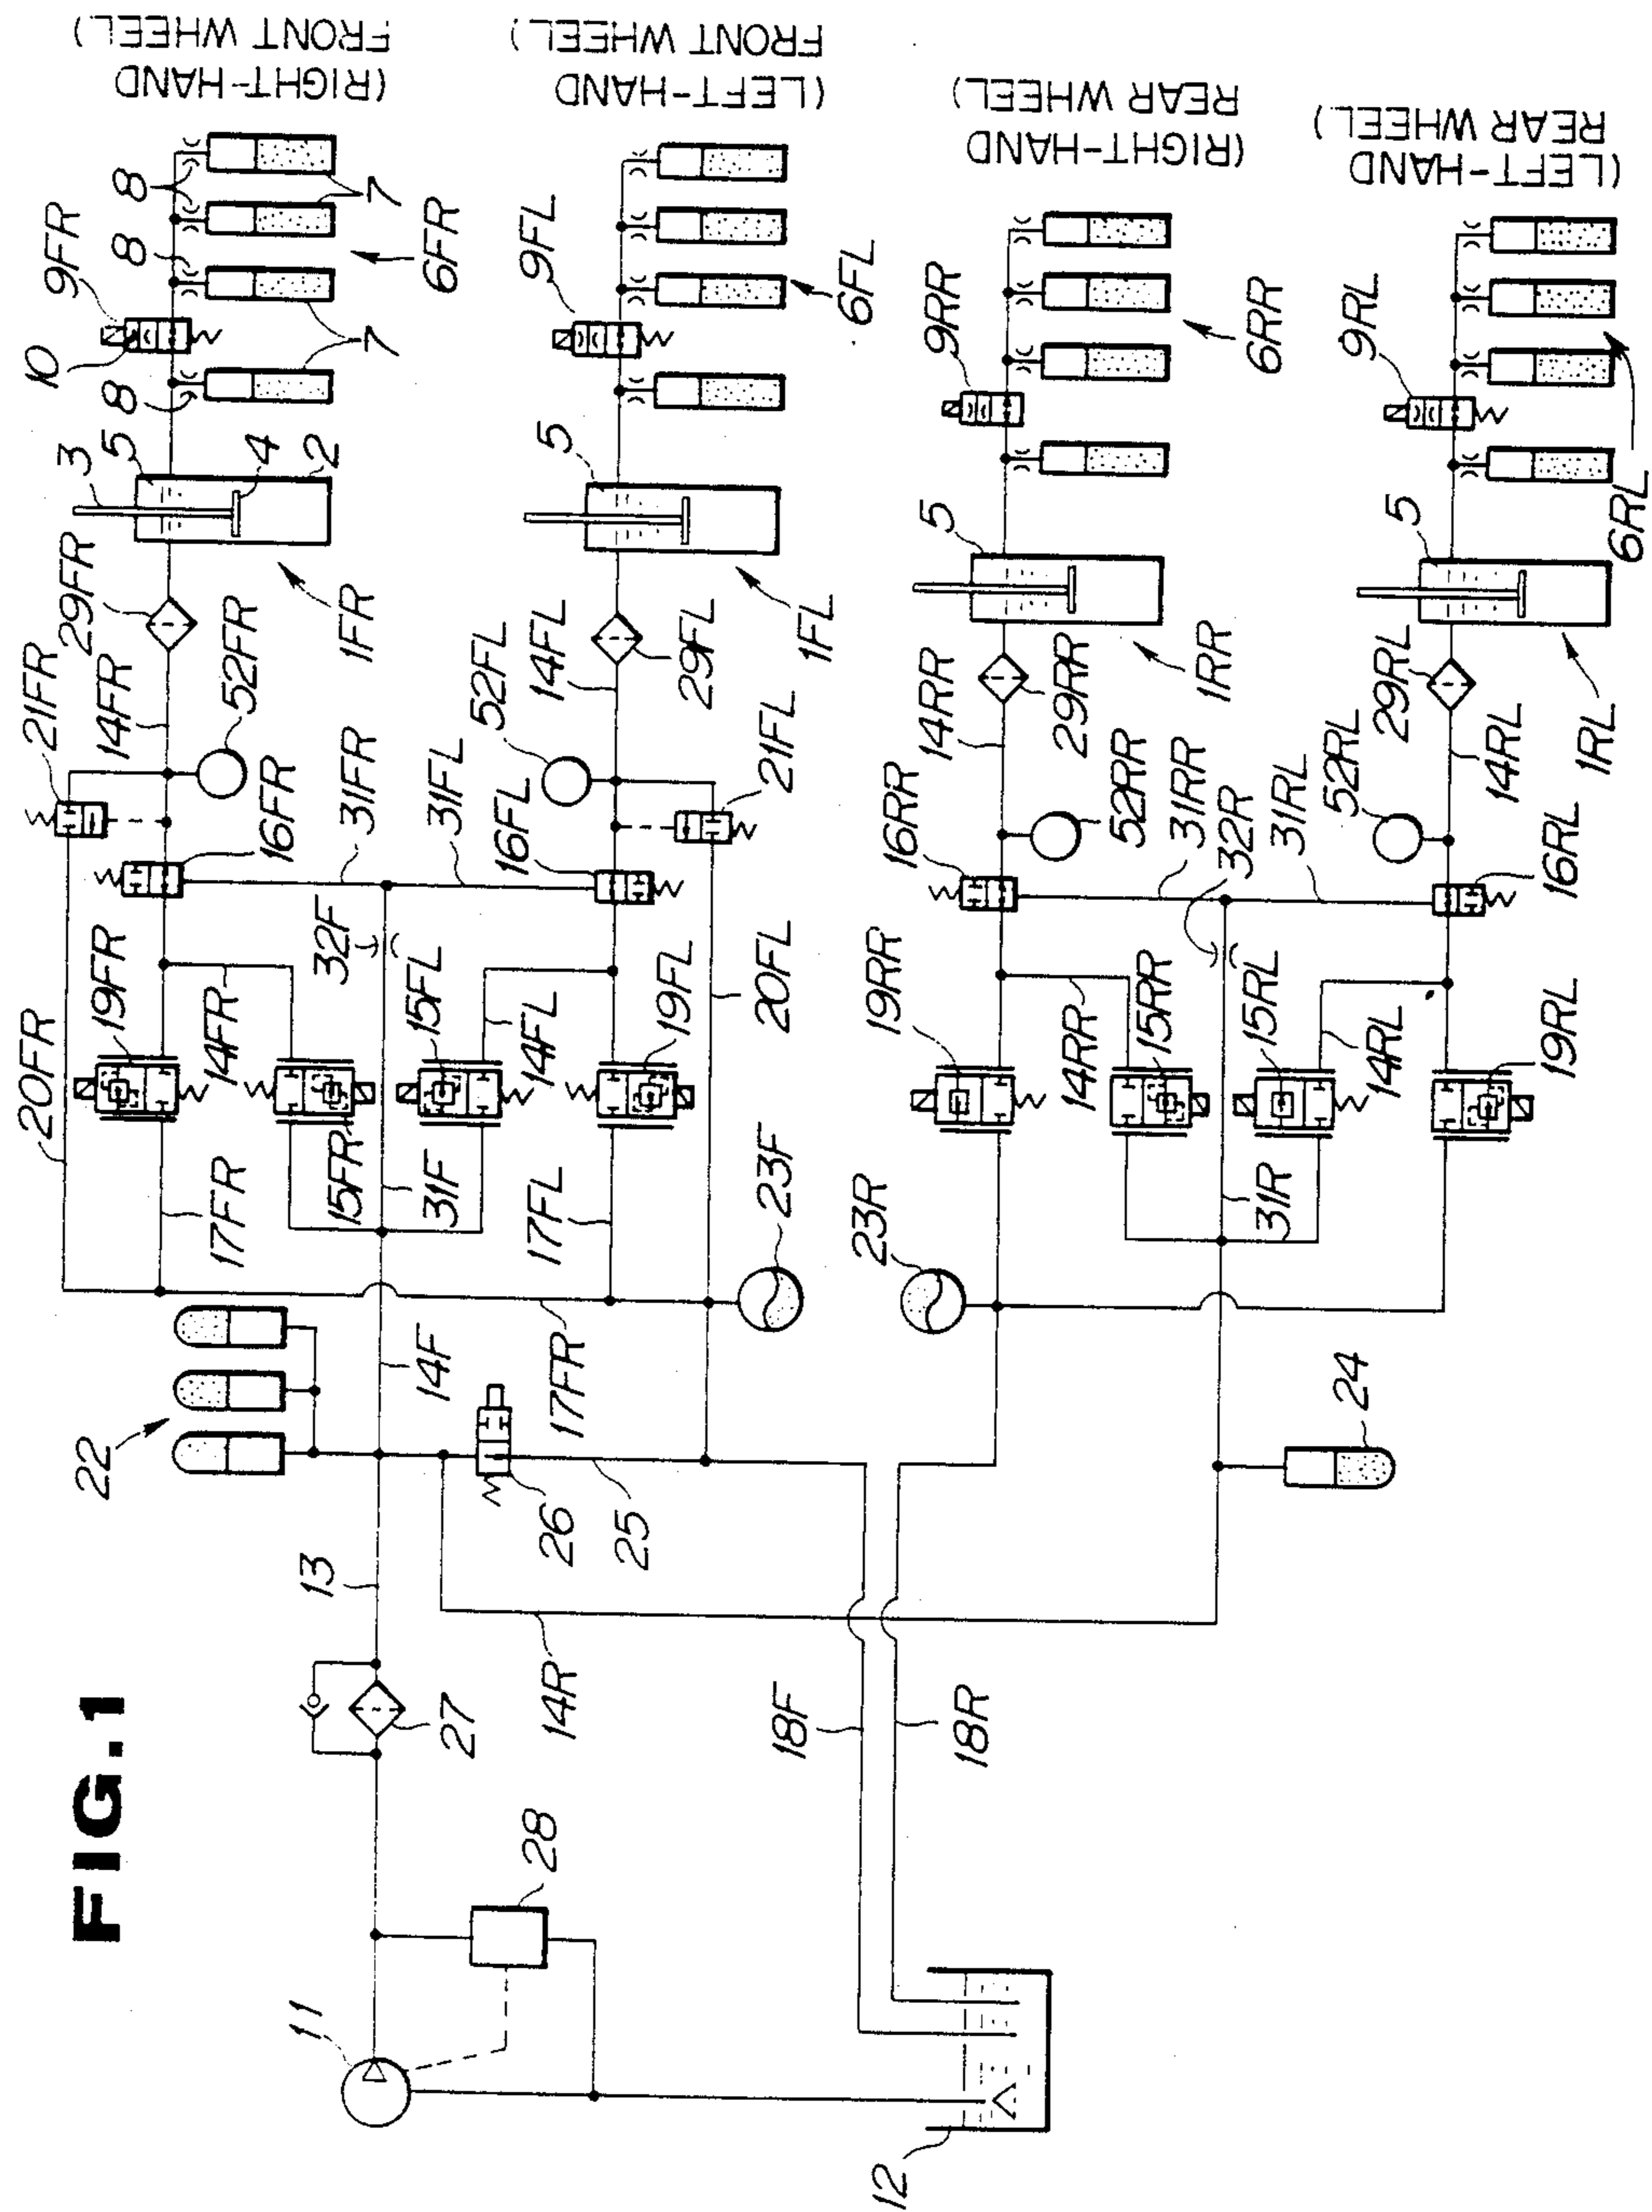 FIG.1
(RIGHT-HAND
FRONT WHEEL)
(LEFT-HAND
FRONT WHEEL)
(RIGHT-HAND
REAR WHEEL)
(LEFT-HAND
REAR WHEEL)
9FR
8
10
8
8
7
7
6FR
3
5
4
2
29FR
1FR
14FR
21FR
52FR
16FR
31FR
19FR
14FR
20FR
15FR
17FR
32F
31F
9FL
6FL
5
1FL
52FL
14FL
29FL
21FL
31FL
16FL
15FL
14FL
19FL
20FL
17FL
23F
22
14F
17FR
26
25
13
27
14R
18F
18R
28
11
12
9RR
6RR
5
1RR
14RR
29RR
52RR
16RR
31RR
32R
31RL
19RR
14RR
15RR
15RL
14RL
31R
23R
24
9RL
6RL
5
1RL
29RL
52RL
14RL
16RL
19RL